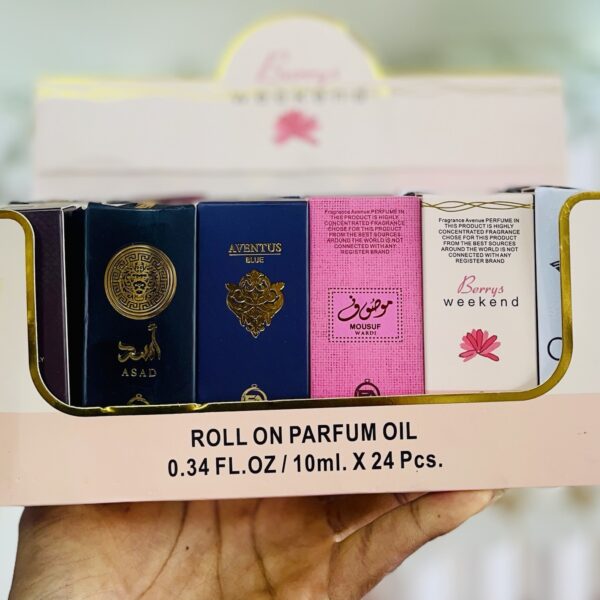 Berrys
WEEKEND
أسد
ASAD
AVENTUS
BLUE
Fragrance Avenue PERFUME IN
THIS PRODUCT IS HIGHLY
CONCENTRATED FRAGRANCE
CHOSE FOR THIS PRODUCT
FROM THE BEST SOURCES
AROUND THE WORLD IS NOT
CONNECTED WITH ANY
REGISTER BRAND
موصوف
MOUSUF
WARDI
Fragrance Avenue PERFUME IN
THIS PRODUCT IS HIGHLY
CONCENTRATED FRAGRANCE
CHOSE FOR THIS PRODUCT
FROM THE BEST SOURCES
AROUND THE WORLD IS NOT
CONNECTED WITH ANY
REGISTER BRAND
Berrys
weekend
ROLL ON PARFUM OIL
0.34 FL.OZ / 10ml. X 24 Pcs.